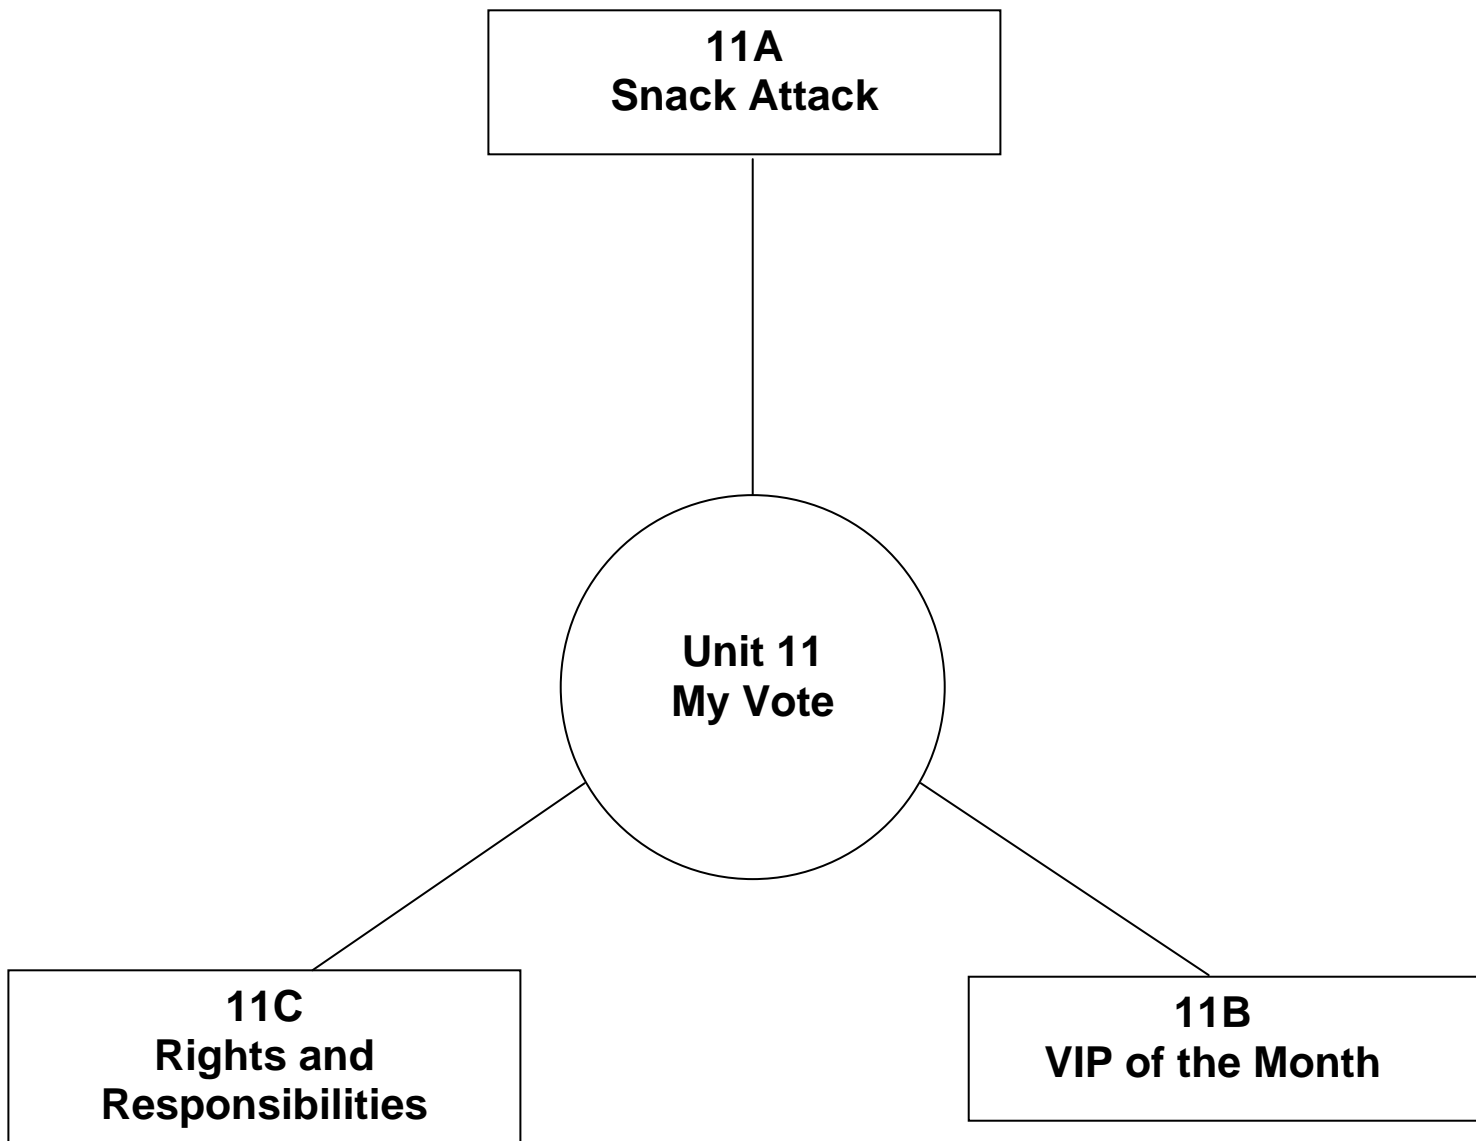 11A
Snack Attack
Unit 11
My Vote
11C
Rights and
Responsibilities
11B
VIP of the Month